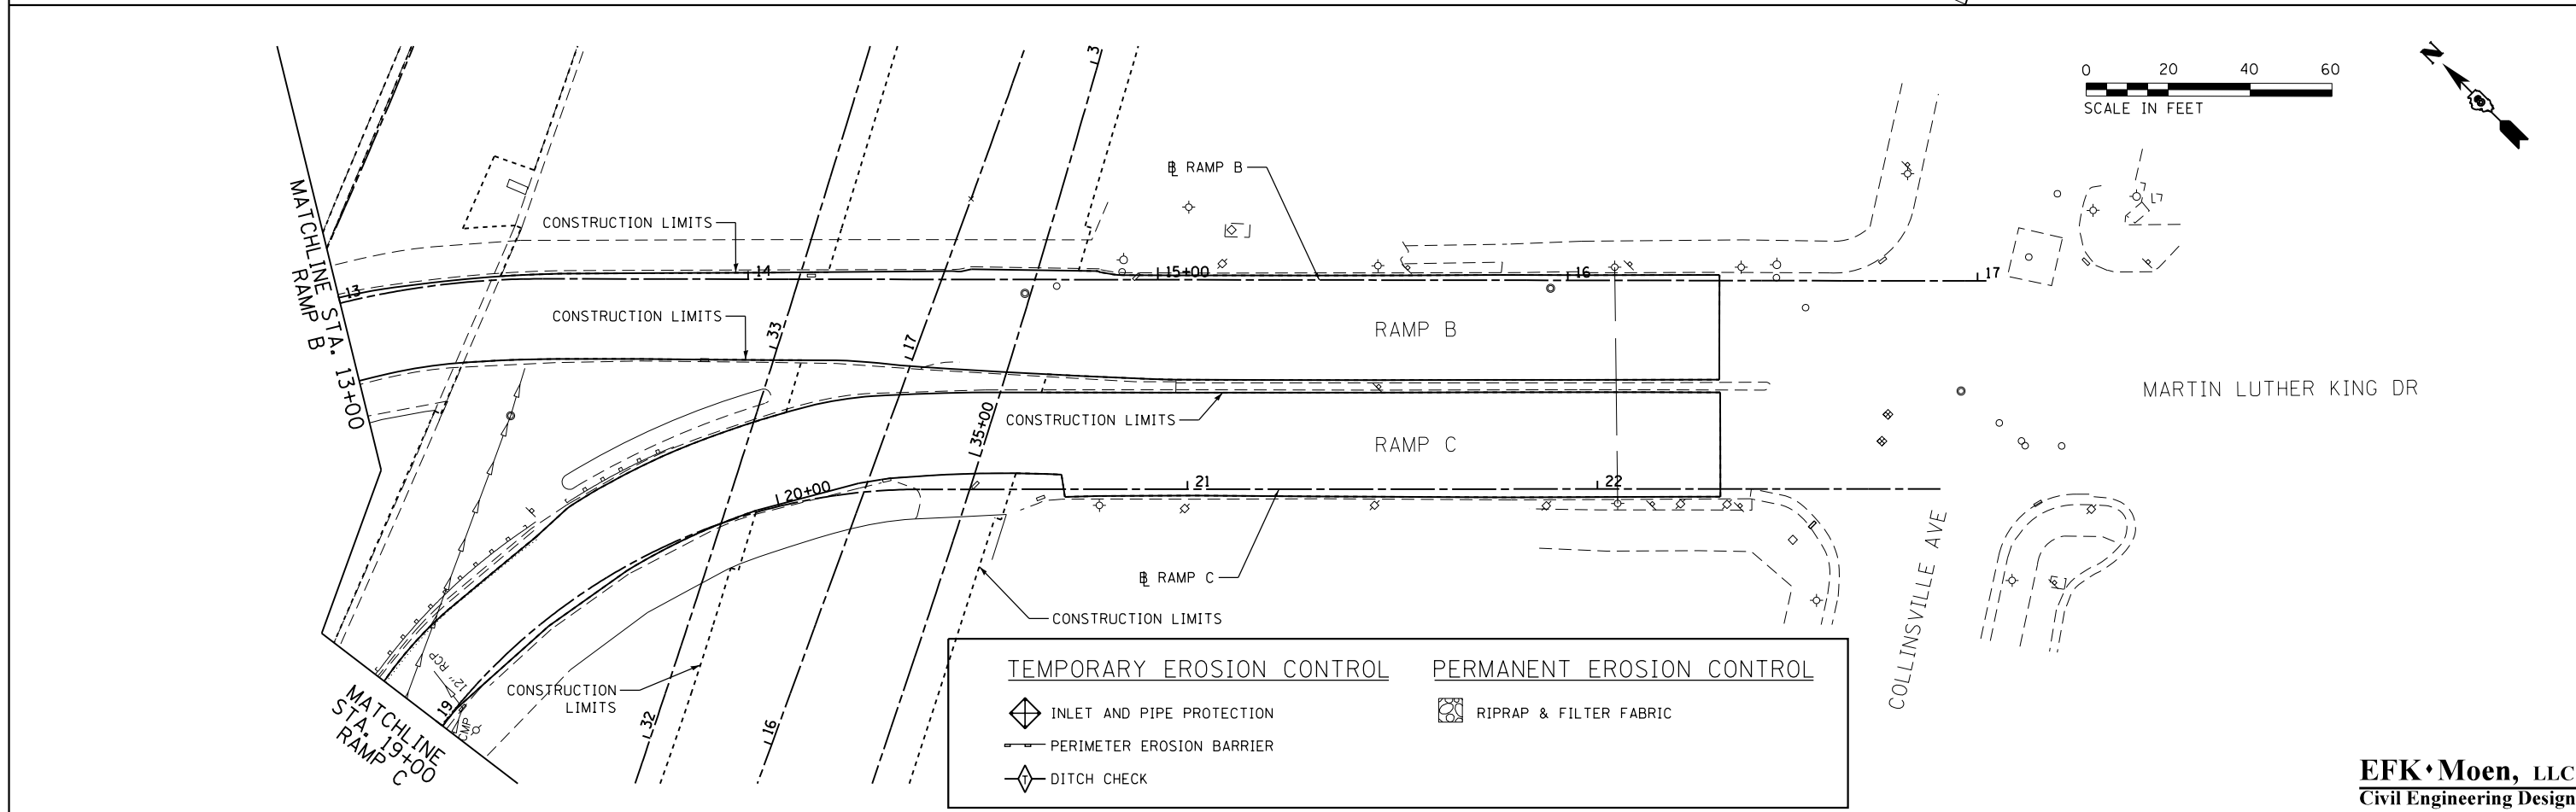 0 20 40 60
SCALE IN FEET
N
MATCHLINE STA. 13+00
RAMP B
CONSTRUCTION LIMITS
CONSTRUCTION LIMITS
℄ RAMP B
13
14
15+00
16
17
33
17
3
RAMP B
35+00
CONSTRUCTION LIMITS
RAMP C
20+00
21
22
MARTIN LUTHER KING DR
COLLINSVILLE AVE
℄ RAMP C
CONSTRUCTION LIMITS
CONSTRUCTION
LIMITS
32
16
19
12" RCP
CMP
MATCHLINE
STA. 19+00
RAMP C
TEMPORARY EROSION CONTROL
INLET AND PIPE PROTECTION
PERIMETER EROSION BARRIER
T DITCH CHECK
PERMANENT EROSION CONTROL
RIPRAP & FILTER FABRIC
EFK♦Moen, LLC
Civil Engineering Design